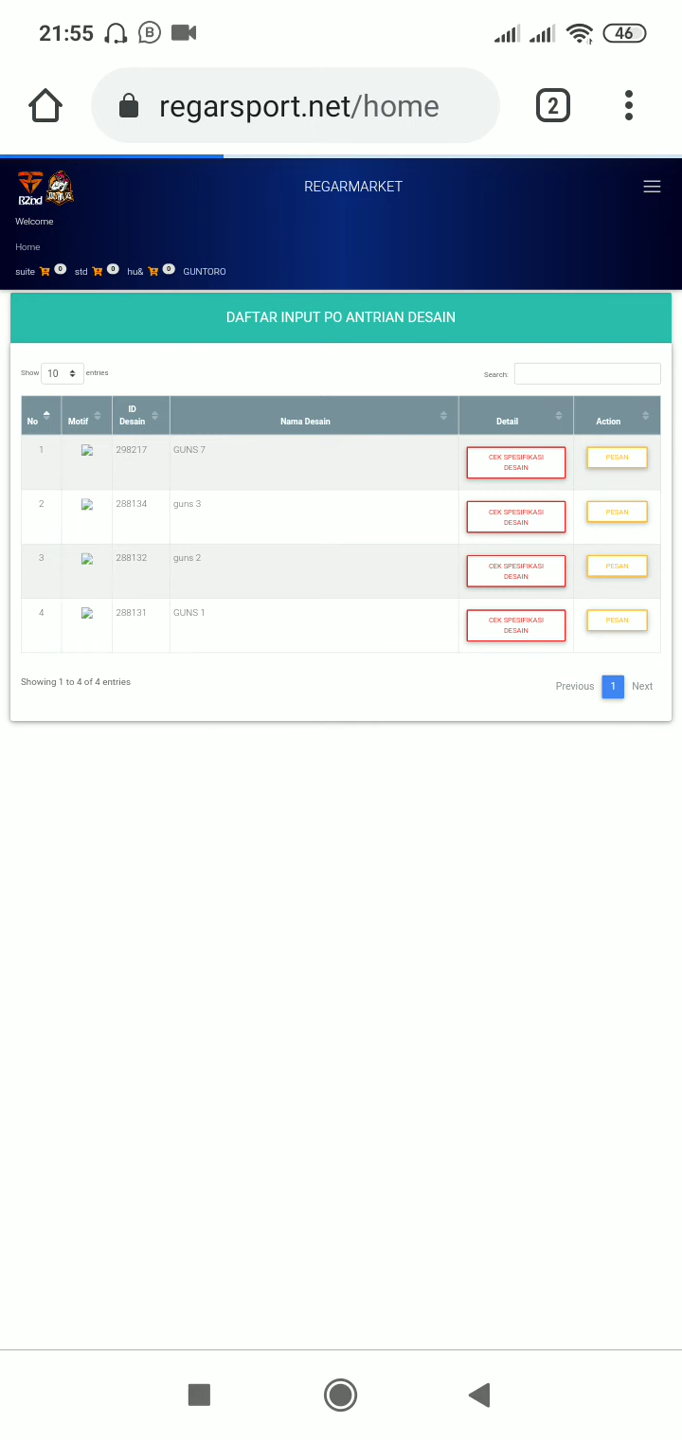 21:55
46
regarsport.net/home
2
R2nd
REGARMARKET
Welcome
Home
suite 0 std 0 hu& 0 GUNTORO
DAFTAR INPUT PO ANTRIAN DESAIN
Show 10 entries
Search:
No Motif ID Desain Nama Desain Detail Action
1 298217 GUNS 7 CEK SPESIFIKASI DESAIN PESAN
2 288134 guns 3 CEK SPESIFIKASI DESAIN PESAN
3 288132 guns 2 CEK SPESIFIKASI DESAIN PESAN
4 288131 GUNS 1 CEK SPESIFIKASI DESAIN PESAN
Showing 1 to 4 of 4 entries
Previous 1 Next